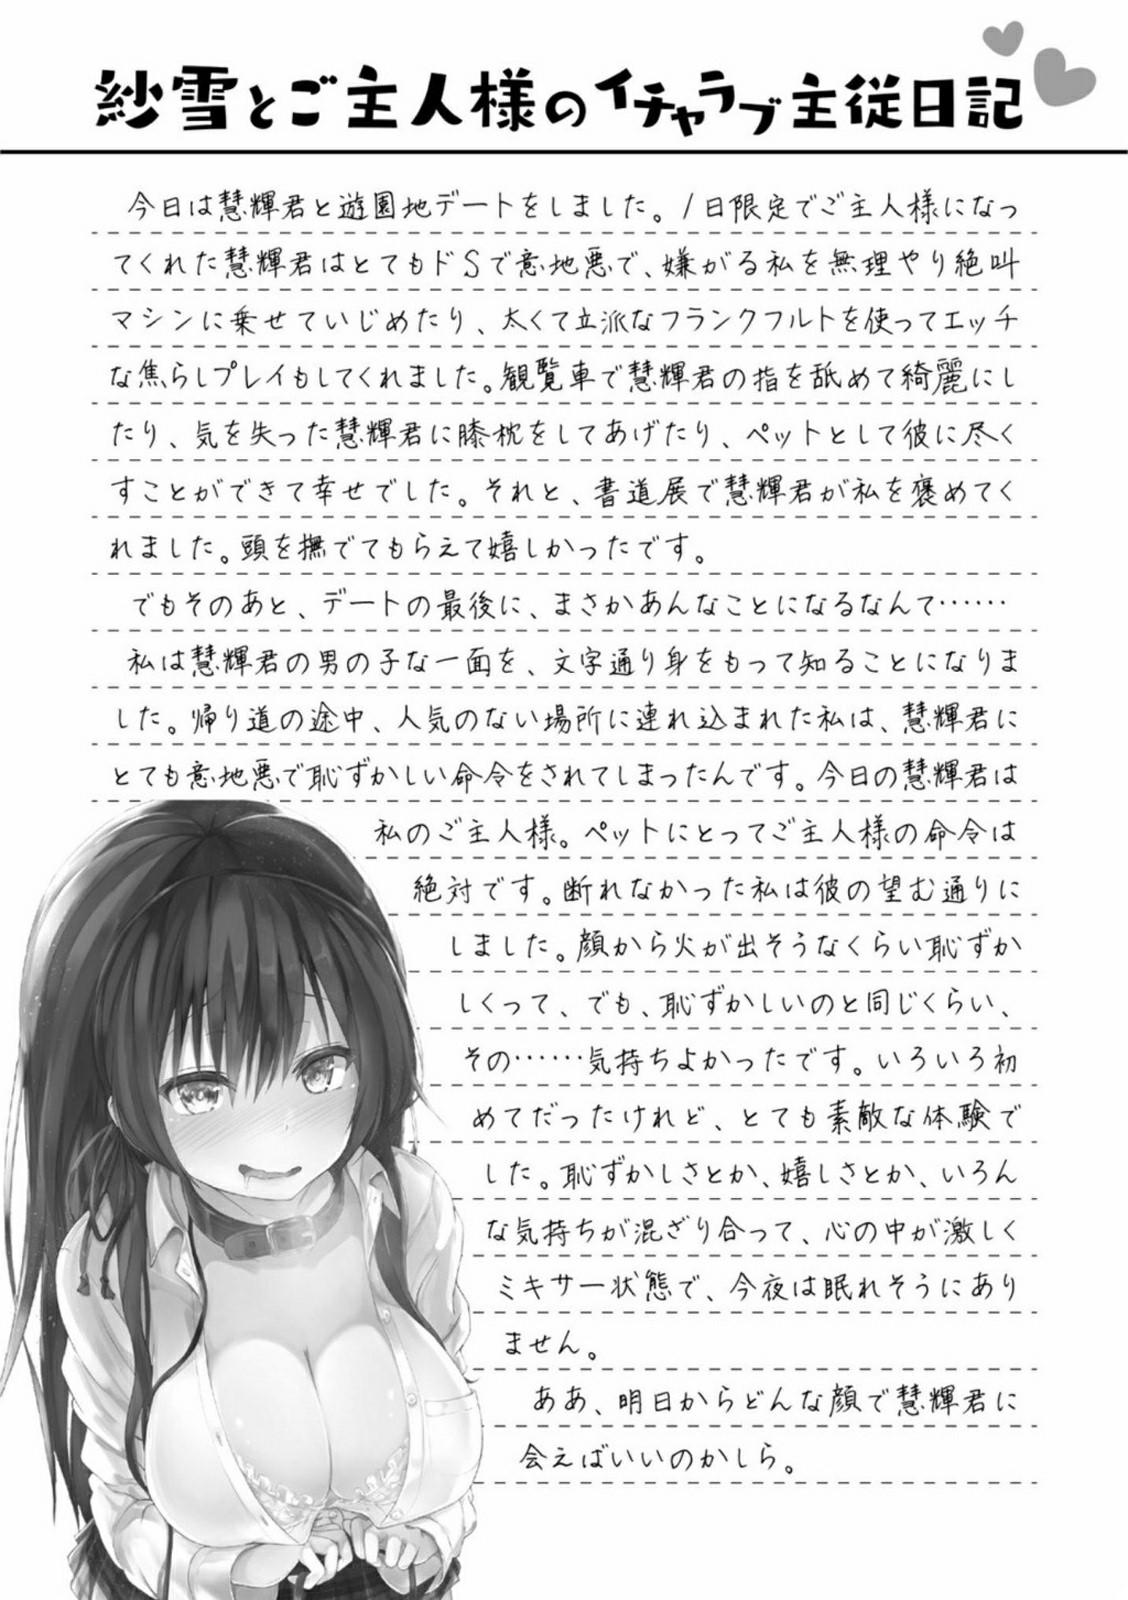 紗雪とご主人様のイチャラブ主従日記
今日は慧輝君と遊園地デートをしました。1日限定でご主人様になっ
てくれた慧輝君はとてもドSで意地悪で、嫌がる私を無理やり絶叫
マシンに乗せていじめたり、太くて立派なフランクフルトを使ってエッチ
な焦らしプレイもしてくれました。観覧車で慧輝君の指を舐めて綺麗にし
たり、気を失った慧輝君に膝枕をしてあげたり、ペットとして彼に尽く
すことができて幸せでした。それと、書道展で慧輝君が私を褒めてく
れました。頭を撫でてもらえて嬉しかったです。
でもそのあと、デートの最後に、まさかあんなことになるなんて……
私は慧輝君の男の子な一面を、文字通り身をもって知ることになりま
した。帰り道の途中、人気のない場所に連れ込まれた私は、慧輝君に
とても意地悪で恥ずかしい命令をされてしまったんです。今日の慧輝君は
私のご主人様。ペットにとってご主人様の命令は
絶対です。断れなかった私は彼の望む通りに
しました。顔から火が出そうなくらい恥ずか
しくって、でも、恥ずかしいのと同じくらい、
その……気持ちよかったです。いろいろ初
めてだったけれど、とても素敵な体験で
した。恥ずかしさとか、嬉しさとか、いろん
な気持ちが混ざり合って、心の中が激しく
ミキサー状態で、今夜は眠れそうにあり
ません。
ああ、明日からどんな顔で慧輝君に
会えばいいのかしら。